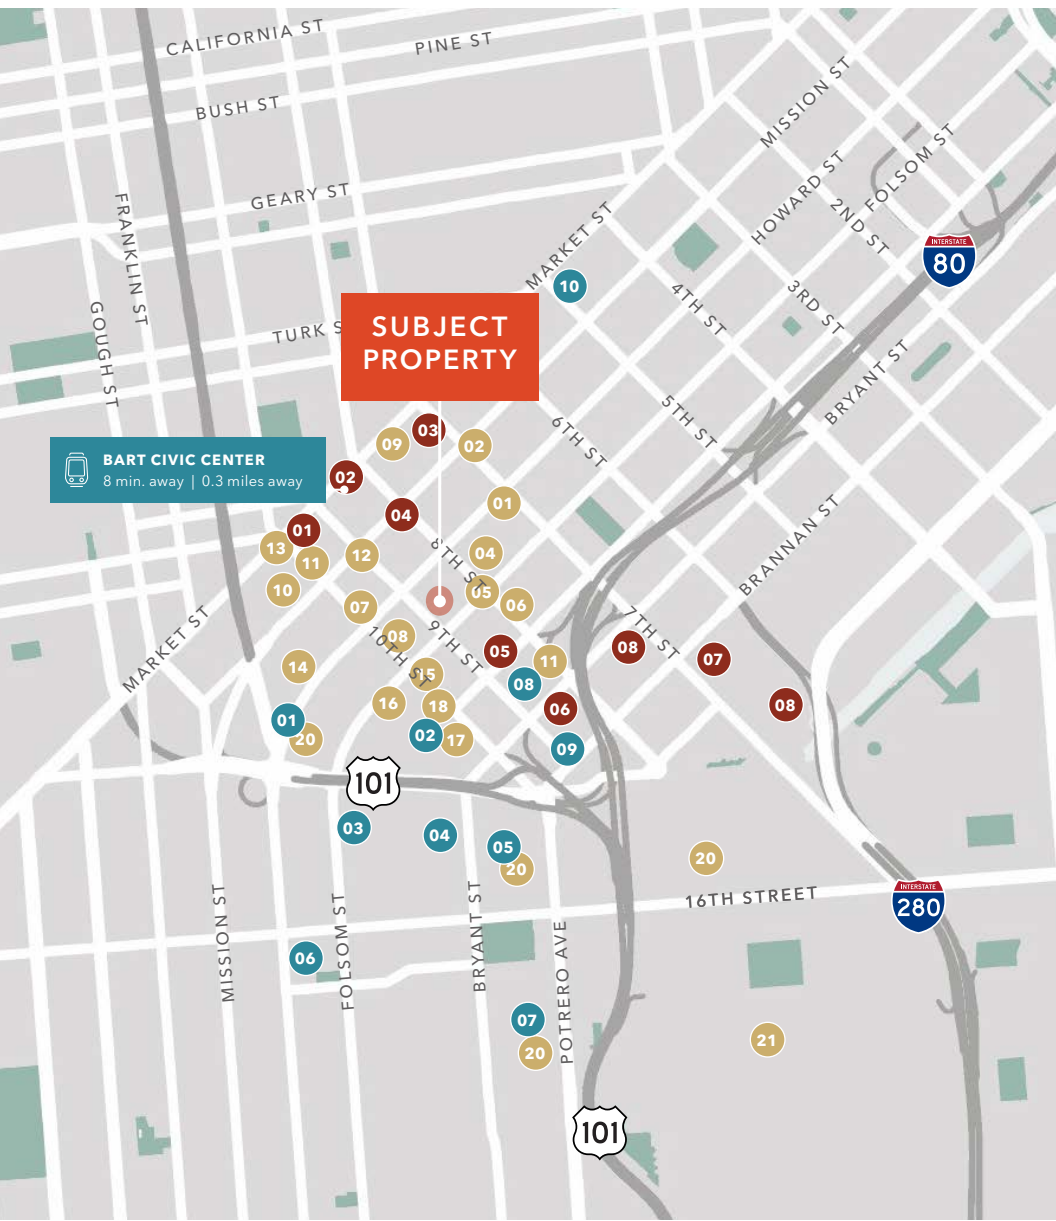 CALIFORNIA ST
PINE ST
BUSH ST
MISSION ST
FOLSOM ST
HOWARD ST
2ND ST
GEARY ST
FRANKLIN ST
MARKET ST
INTERSTATE
80
10
4TH ST
3RD ST
GOUGH ST
TURK S
SUBJECT
PROPERTY
BRYANT ST
5TH ST
6TH ST
03
09
02
BART CIVIC CENTER
8 min. away | 0.3 miles away
02
01
04
BRANNAN ST
01
13
11
12
8TH ST
04
10
07
05
06
08
10TH ST
9TH ST
7TH ST
MARKET ST
14
15
05
11
08
07
08
16
18
06
08
01
20
02
17
09
101
03
04
05
20
20
16TH STREET
INTERSTATE
280
MISSION ST
FOLSOM ST
BRYANT ST
POTRERO AVE
06
07
20
21
101